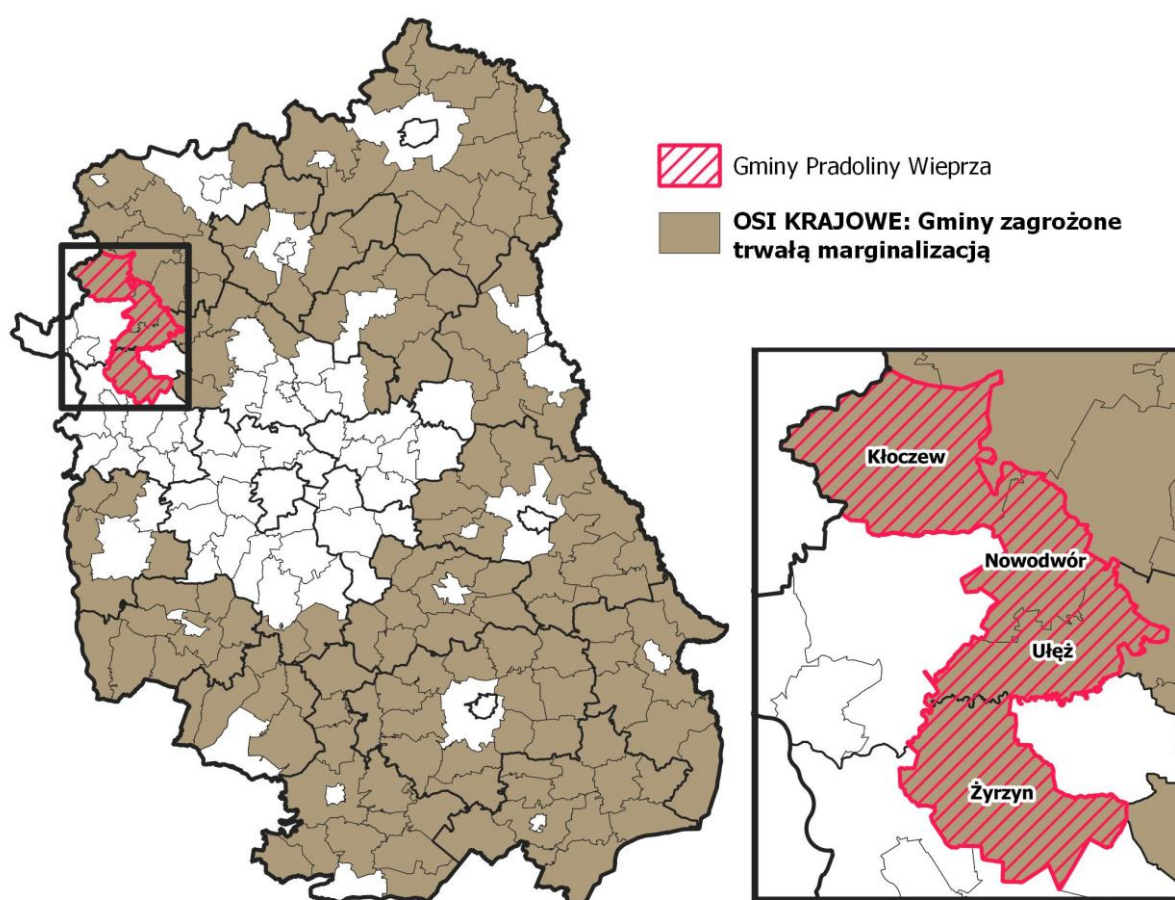 Gminy Pradoliny Wieprza
OSI KRAJOWE: Gminy zagrożone
trwałą marginalizacją
Kłoczew
Nowodwór
Ułęż
Żyrzyn